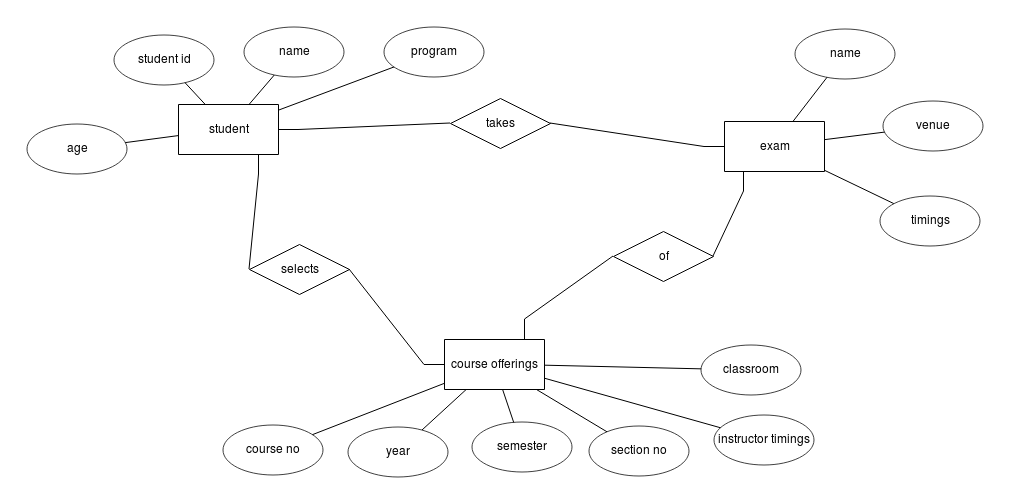 student id
name
program
name
student
takes
exam
venue
age
timings
selects
of
course offerings
classroom
course no
year
semester
section no
instructor timings